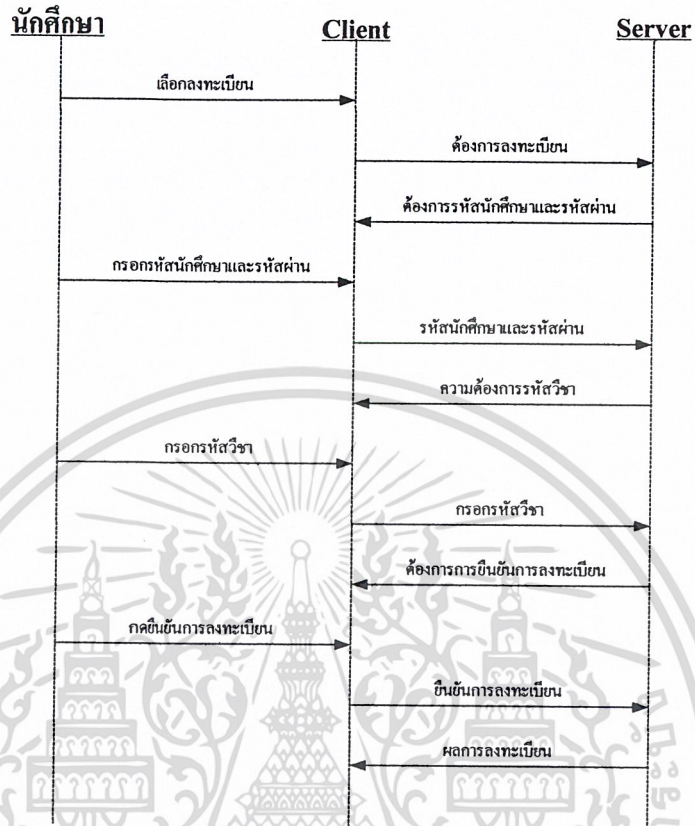 นักศึกษา Client Server
เลือกลงทะเบียน
ต้องการลงทะเบียน
ต้องการรหัสนักศึกษาและรหัสผ่าน
กรอกรหัสนักศึกษาและรหัสผ่าน
รหัสนักศึกษาและรหัสผ่าน
ความต้องการรหัสวิชา
กรอกรหัสวิชา
กรอกรหัสวิชา
ต้องการการยืนยันการลงทะเบียน
กดยืนยันการลงทะเบียน
ยืนยันการลงทะเบียน
ผลการลงทะเบียน